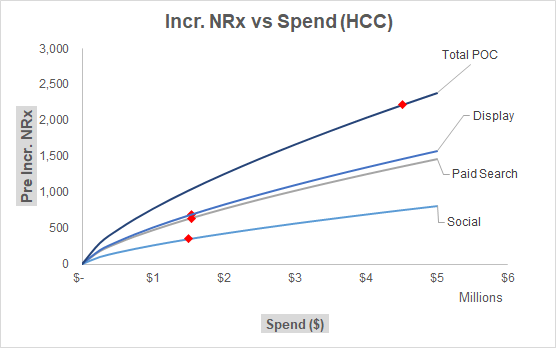 Incr. NRx vs Spend (HCC)
Pre Incr. NRx
3,000
2,500
2,000
1,500
1,000
500
0
Total POC
Display
Paid Search
Social
$- $1 $2 $3 $4 $5 $6
Millions
Spend ($)